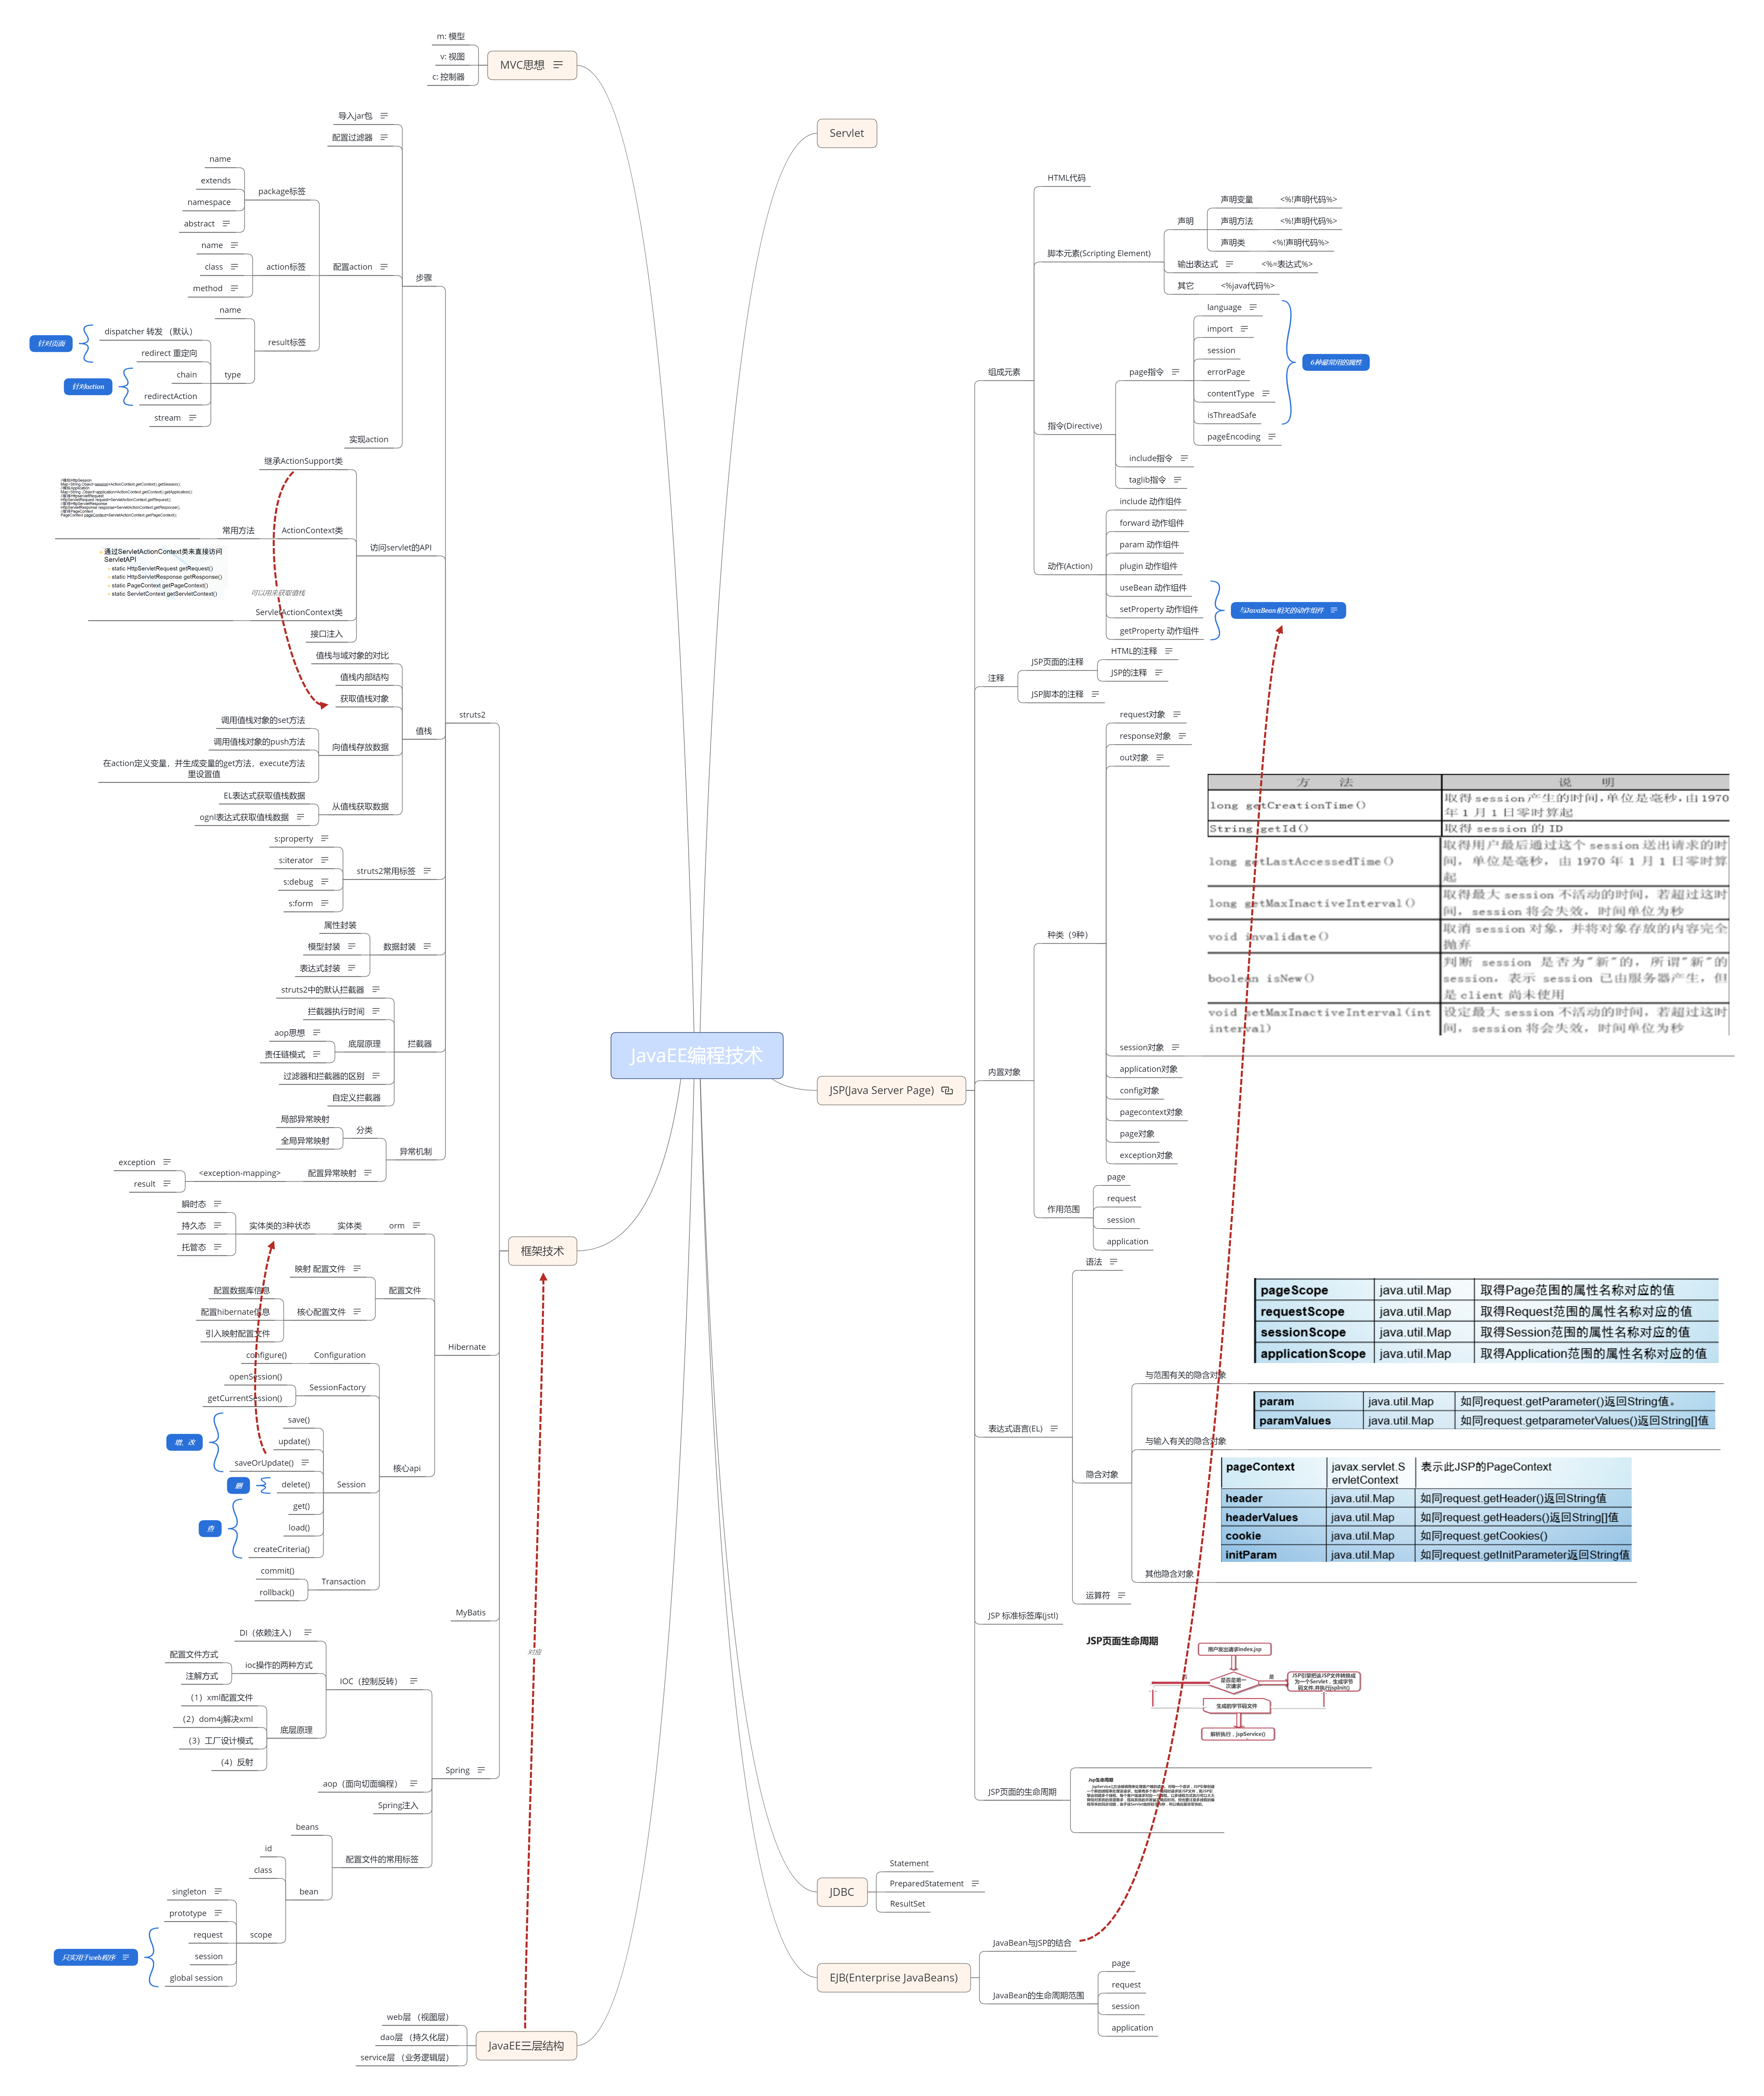 JavaEE编程技术
MVC思想
m: 模型
v: 视图
c: 控制器
框架技术
struts2
步骤
导入jar包
配置过滤器
配置action
package标签
name
extends
namespace
abstract
action标签
name
class
method
result标签
name
type
dispatcher 转发 （默认）
redirect 重定向
针对页面
chain
redirectAction
针对action
stream
实现action
访问servlet的API
继承ActionSupport类
ActionContext类
常用方法
ServletActionContext类
通过ServletActionContext类来直接访问
ServletAPI
static HttpServletRequest getRequest()
static HttpServletResponse getResponse()
static PageContext getPageContext()
static ServletContext getServletContext()
可以用来获取值栈
接口注入
值栈
值栈与域对象的对比
值栈内部结构
获取值栈对象
向值栈存放数据
调用值栈对象的set方法
调用值栈对象的push方法
在action定义变量，并生成变量的get方法，execute方法
里设置值
从值栈获取数据
EL表达式获取值栈数据
ognl表达式获取值栈数据
struts2常用标签
s:property
s:iterator
s:debug
s:form
数据封装
属性封装
模型封装
表达式封装
拦截器
struts2中的默认拦截器
拦截器执行时间
底层原理
aop思想
责任链模式
过滤器和拦截器的区别
自定义拦截器
异常机制
分类
局部异常映射
全局异常映射
配置异常映射
<exception-mapping>
exception
result
Hibernate
orm
实体类
实体类的3种状态
瞬时态
持久态
托管态
配置文件
映射 配置文件
核心配置文件
配置数据库信息
配置hibernate信息
引入映射配置文件
核心api
Configuration
configure()
SessionFactory
openSession()
getCurrentSession()
Session
save()
update()
saveOrUpdate()
增、改
delete()
删
get()
load()
createCriteria()
查
Transaction
commit()
rollback()
MyBatis
Spring
IOC（控制反转）
DI（依赖注入）
ioc操作的两种方式
配置文件方式
注解方式
底层原理
（1）xml配置文件
（2）dom4j解决xml
（3）工厂设计模式
（4）反射
aop（面向切面编程）
Spring注入
配置文件的常用标签
beans
bean
id
class
scope
singleton
prototype
request
session
global session
只实用于web程序
对应
JavaEE三层结构
web层 （视图层）
dao层 （持久化层）
service层 （业务逻辑层）
Servlet
JSP(Java Server Page)
组成元素
HTML代码
脚本元素(Scripting Element)
声明
声明变量
<%!声明代码%>
声明方法
<%!声明代码%>
声明类
<%!声明代码%>
输出表达式
<%=表达式%>
其它
<%java代码%>
指令(Directive)
page指令
language
import
session
errorPage
contentType
isThreadSafe
pageEncoding
6种最常用的属性
include指令
taglib指令
动作(Action)
include 动作组件
forward 动作组件
param 动作组件
plugin 动作组件
useBean 动作组件
setProperty 动作组件
getProperty 动作组件
与JavaBean相关的动作组件
注释
JSP页面的注释
HTML的注释
JSP的注释
JSP脚本的注释
内置对象
种类（9种）
request对象
response对象
out对象
方 法 说 明
long getCreationTime() 取得 session 产生的时间,单位是毫秒,由 1970
年 1 月 1 日零时算起
String getId() 取得 session 的 ID
long getLastAccessedTime() 取得用户最后通过这个 session 送出请求的时
间，单位是毫秒，由 1970 年 1 月 1 日零时算
起
long getMaxInactiveInterval() 取得最大 session 不活动的时间，若超过这时
间，session 将会失效，时间单位为秒
void invalidate() 取消 session 对象，并将对象存放的内容完全
抛弃
boolean isNew() 判断 session 是否为"新"的，所谓"新"的
session，表示 session 已由服务器产生，但
是 client 尚未使用
void setMaxInactiveInterval(int 设定最大 session 不活动的时间，若超过这时
interval) 间，session 将会失效，时间单位为秒
session对象
application对象
config对象
pagecontext对象
page对象
exception对象
作用范围
page
request
session
application
表达式语言(EL)
语法
隐含对象
与范围有关的隐含对象
pageScope java.util.Map 取得Page范围的属性名称对应的值
requestScope java.util.Map 取得Request范围的属性名称对应的值
sessionScope java.util.Map 取得Session范围的属性名称对应的值
applicationScope java.util.Map 取得Application范围的属性名称对应的值
与输入有关的隐含对象
param java.util.Map 如同request.getParameter()返回String值。
paramValues java.util.Map 如同request.getparameterValues()返回String[]值
其他隐含对象
pageContext javax.servlet.S 表示此JSP的PageContext
ervletContext
header java.util.Map 如同request.getHeader()返回String值
headerValues java.util.Map 如同request.getHeaders()返回String[]值
cookie java.util.Map 如同request.getCookies()
initParam java.util.Map 如同request.getInitParameter返回String值
运算符
JSP 标准标签库(jstl)
JSP页面的生命周期
JSP页面生命周期
用户发出请求index.jsp
是否是第一
次请求
否
是
JSP引擎把该JSP文件转换成
为一个Servlet，生成字节
码文件,并执行jspInit()
生成的字节码文件
解析执行，jspService()
Jsp生命周期
JDBC
Statement
PreparedStatement
ResultSet
EJB(Enterprise JavaBeans)
JavaBean与JSP的结合
JavaBean的生命周期范围
page
request
session
application